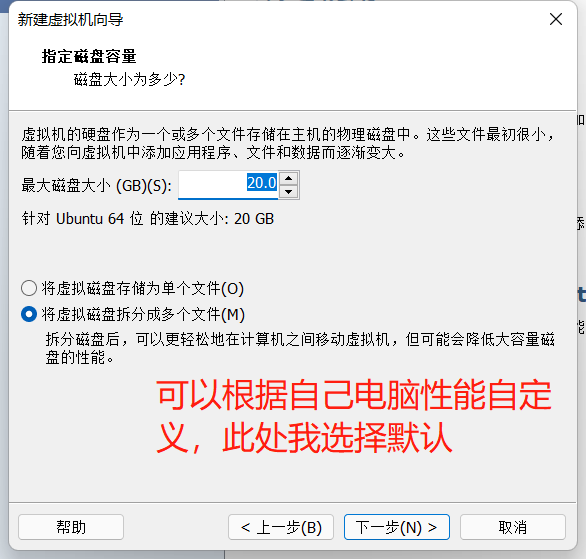 新建虚拟机向导
指定磁盘容量
磁盘大小为多少?
虚拟机的硬盘作为一个或多个文件存储在主机的物理磁盘中。这些文件最初很小，
随着您向虚拟机中添加应用程序、文件和数据而逐渐变大。
最大磁盘大小 (GB)(S): 20.0
针对 Ubuntu 64 位 的建议大小: 20 GB
将虚拟磁盘存储为单个文件(O)
将虚拟磁盘拆分成多个文件(M)
拆分磁盘后，可以更轻松地在计算机之间移动虚拟机，但可能会降低大容量磁
盘的性能。
可以根据自己电脑性能自定
义，此处我选择默认
帮助 < 上一步(B) 下一步(N) > 取消